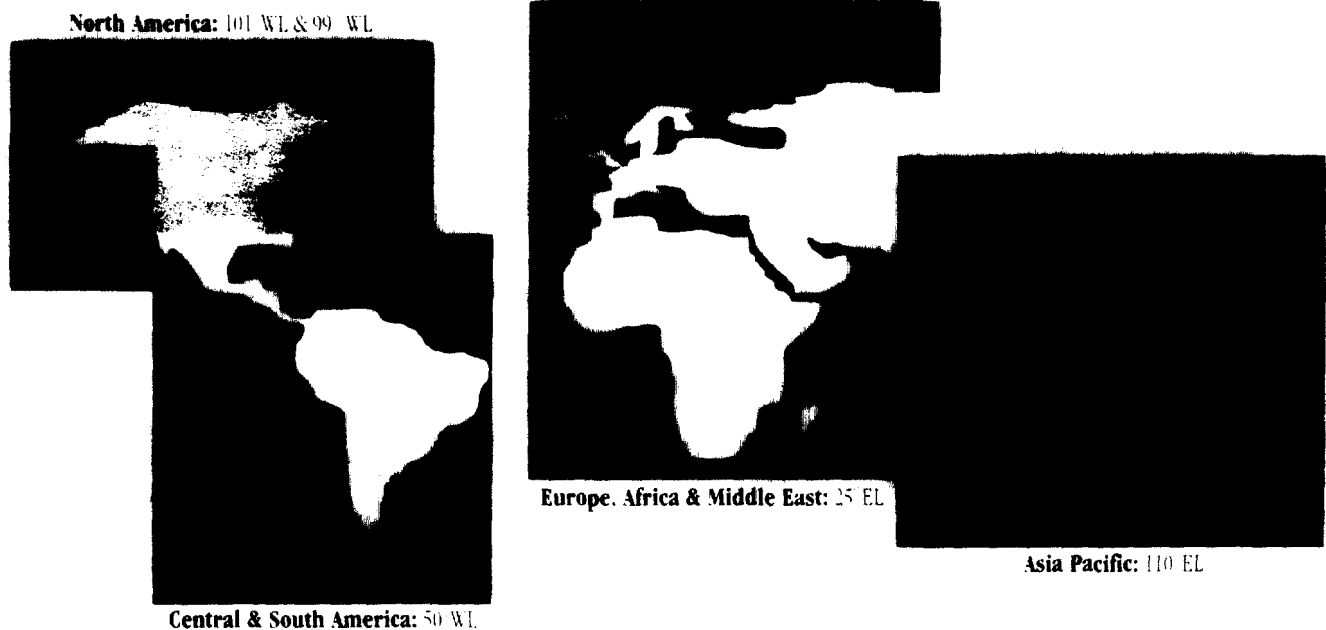 North America: 101 WL & 99 WL
Europe, Africa & Middle East: 25 EL
Asia Pacific: 110 EL
Central & South America: 50 WL